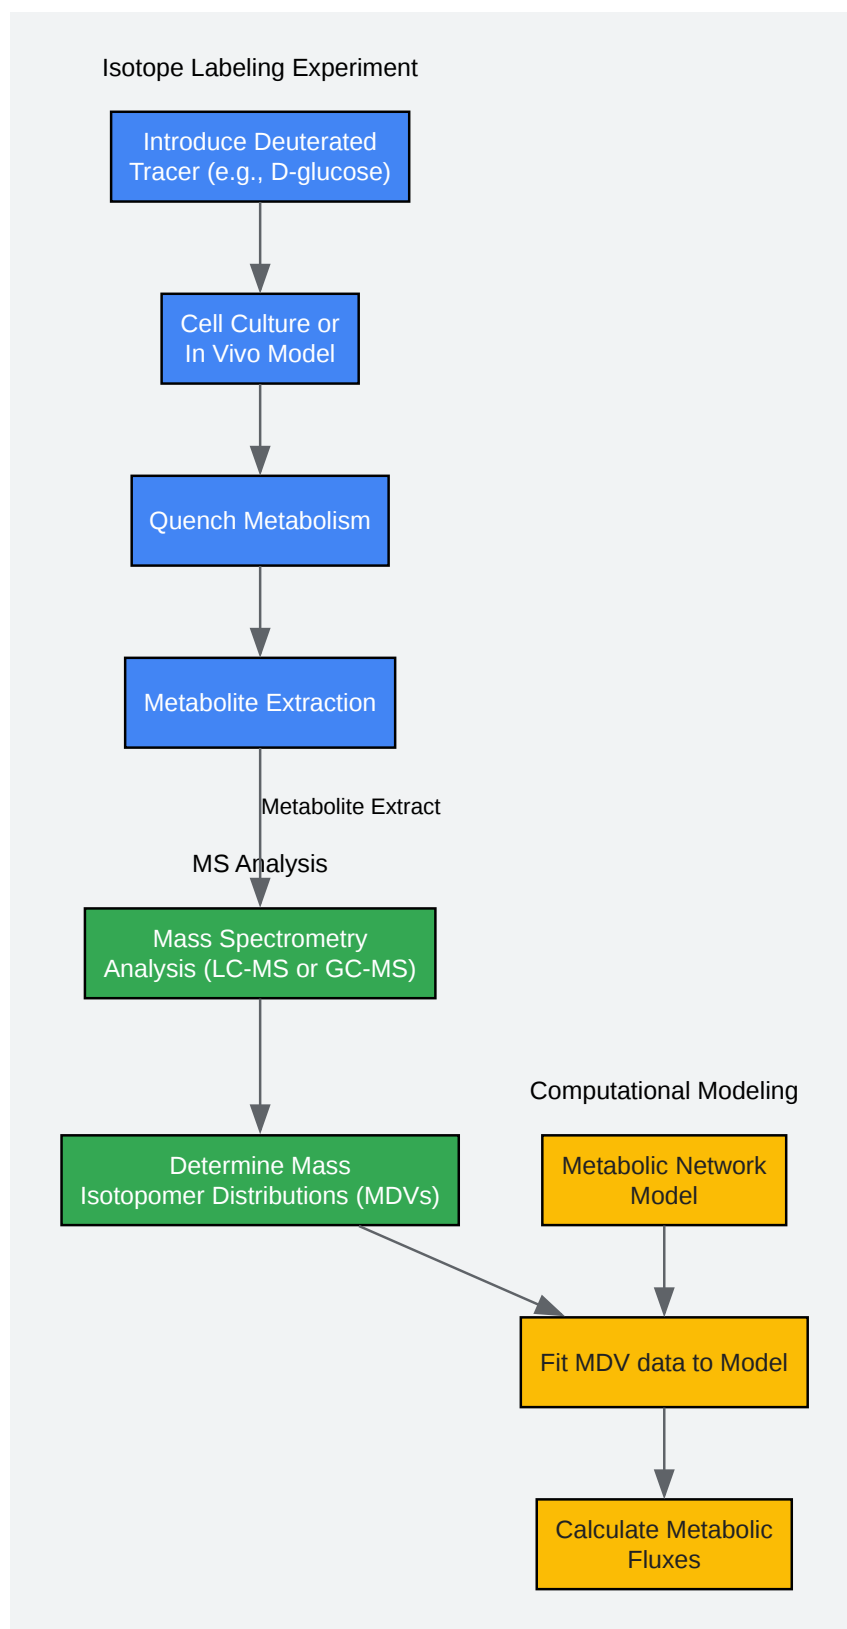 Isotope Labeling Experiment
Introduce Deuterated
Tracer (e.g., D-glucose)
Cell Culture or
In Vivo Model
Quench Metabolism
Metabolite Extraction
Metabolite Extract
MS Analysis
Mass Spectrometry
Analysis (LC-MS or GC-MS)
Determine Mass
Isotopomer Distributions (MDVs)
Computational Modeling
Metabolic Network
Model
Fit MDV data to Model
Calculate Metabolic
Fluxes